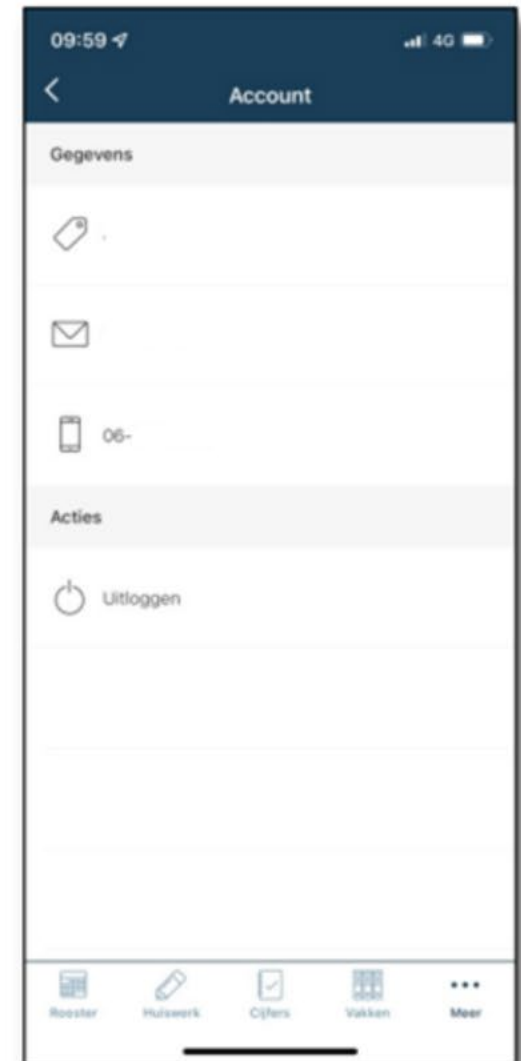 09:59 4G
Account
Gegevens
06-
Acties
Uitloggen
Rooster Huiswerk Cijfers Vakken Meer